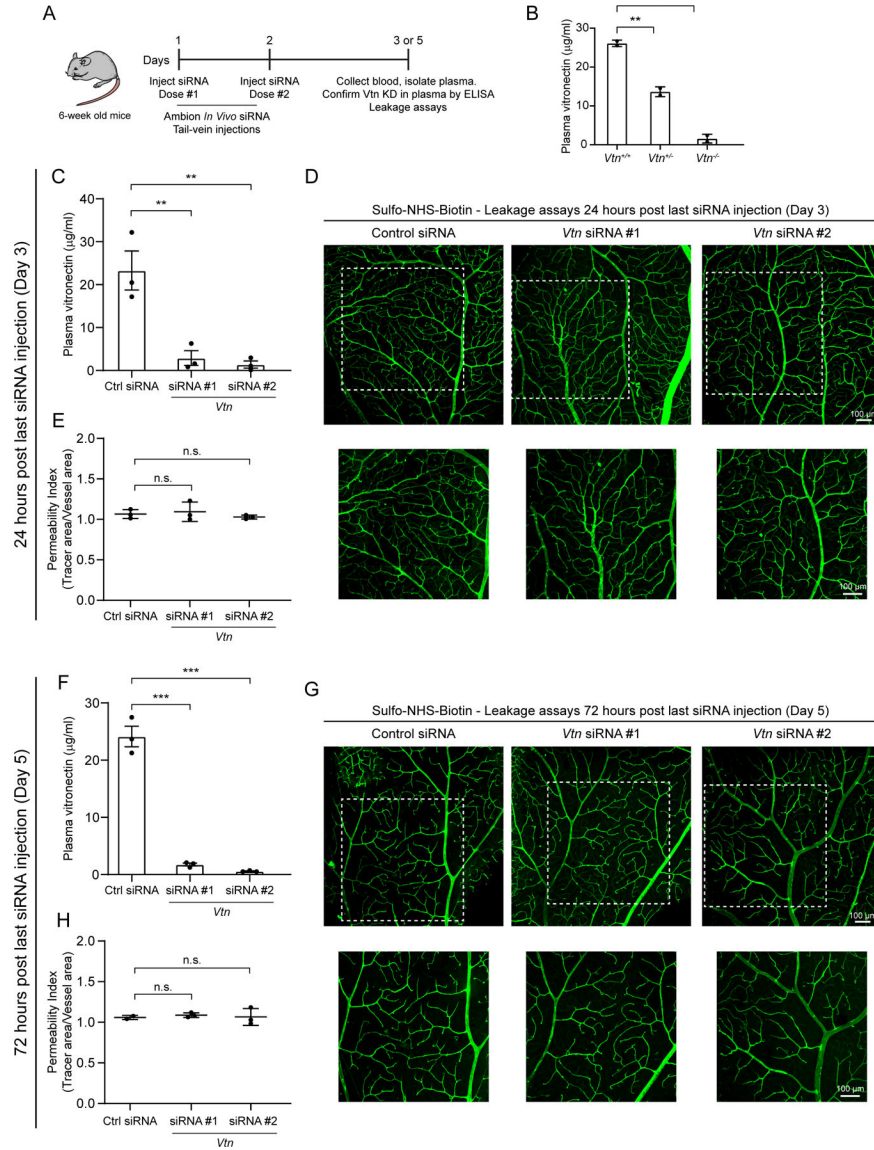 A
Days
1
2
3 or 5
6-week old mice
Inject siRNA
Dose #1
Inject siRNA
Dose #2
Ambion In Vivo siRNA
Tail-vein injections
Collect blood, isolate plasma.
Confirm Vtn KD in plasma by ELISA
Leakage assays
B
**
Plasma vitronectin (µg/ml)
30
20
10
0
Vtn+/+
Vtn+/-
Vtn-/-
24 hours post last siRNA injection (Day 3)
C
**
**
Plasma vitronectin (µg/ml)
40
30
20
10
0
Ctrl siRNA
siRNA #1
siRNA #2
Vtn
D
Sulfo-NHS-Biotin - Leakage assays 24 hours post last siRNA injection (Day 3)
Control siRNA
Vtn siRNA #1
Vtn siRNA #2
100 µm
100 µm
E
n.s.
n.s.
Permeability Index
(Tracer area/Vessel area)
2.0
1.5
1.0
0.5
0.0
Ctrl siRNA
siRNA #1
siRNA #2
Vtn
72 hours post last siRNA injection (Day 5)
F
***
***
Plasma vitronectin (µg/ml)
30
20
10
0
Ctrl siRNA
siRNA #1
siRNA #2
Vtn
G
Sulfo-NHS-Biotin - Leakage assays 72 hours post last siRNA injection (Day 5)
Control siRNA
Vtn siRNA #1
Vtn siRNA #2
100 µm
100 µm
H
n.s.
n.s.
Permeability Index
(Tracer area/Vessel area)
2.0
1.5
1.0
0.5
0.0
Ctrl siRNA
siRNA #1
siRNA #2
Vtn